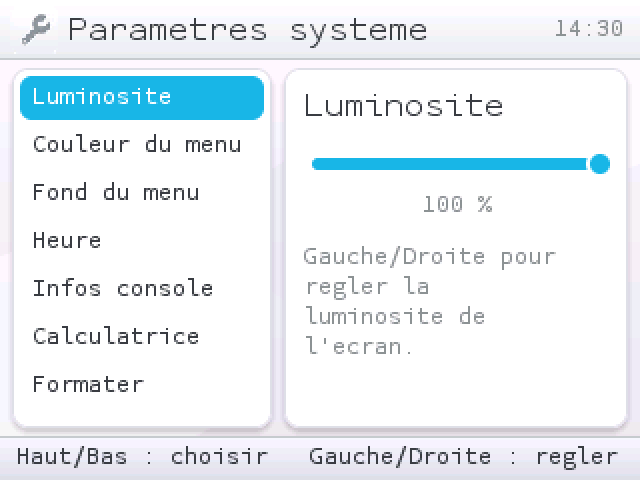 Parametres systeme
14:30
Luminosite
Couleur du menu
Fond du menu
Heure
Infos console
Calculatrice
Formater
Luminosite
100 %
Gauche/Droite pour
regler la
luminosite de
l'ecran.
Haut/Bas : choisir
Gauche/Droite : regler